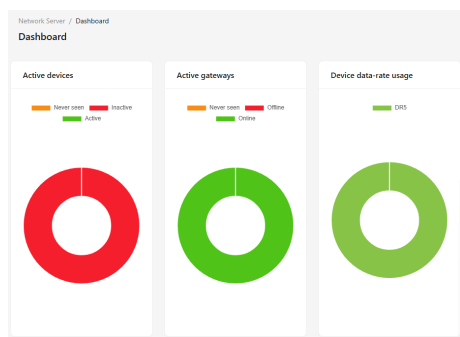 Network Server / Dashboard
Dashboard
Active devices
Never seen Inactive
Active
Active gateways
Never seen Offline
Online
Device data-rate usage
DR5